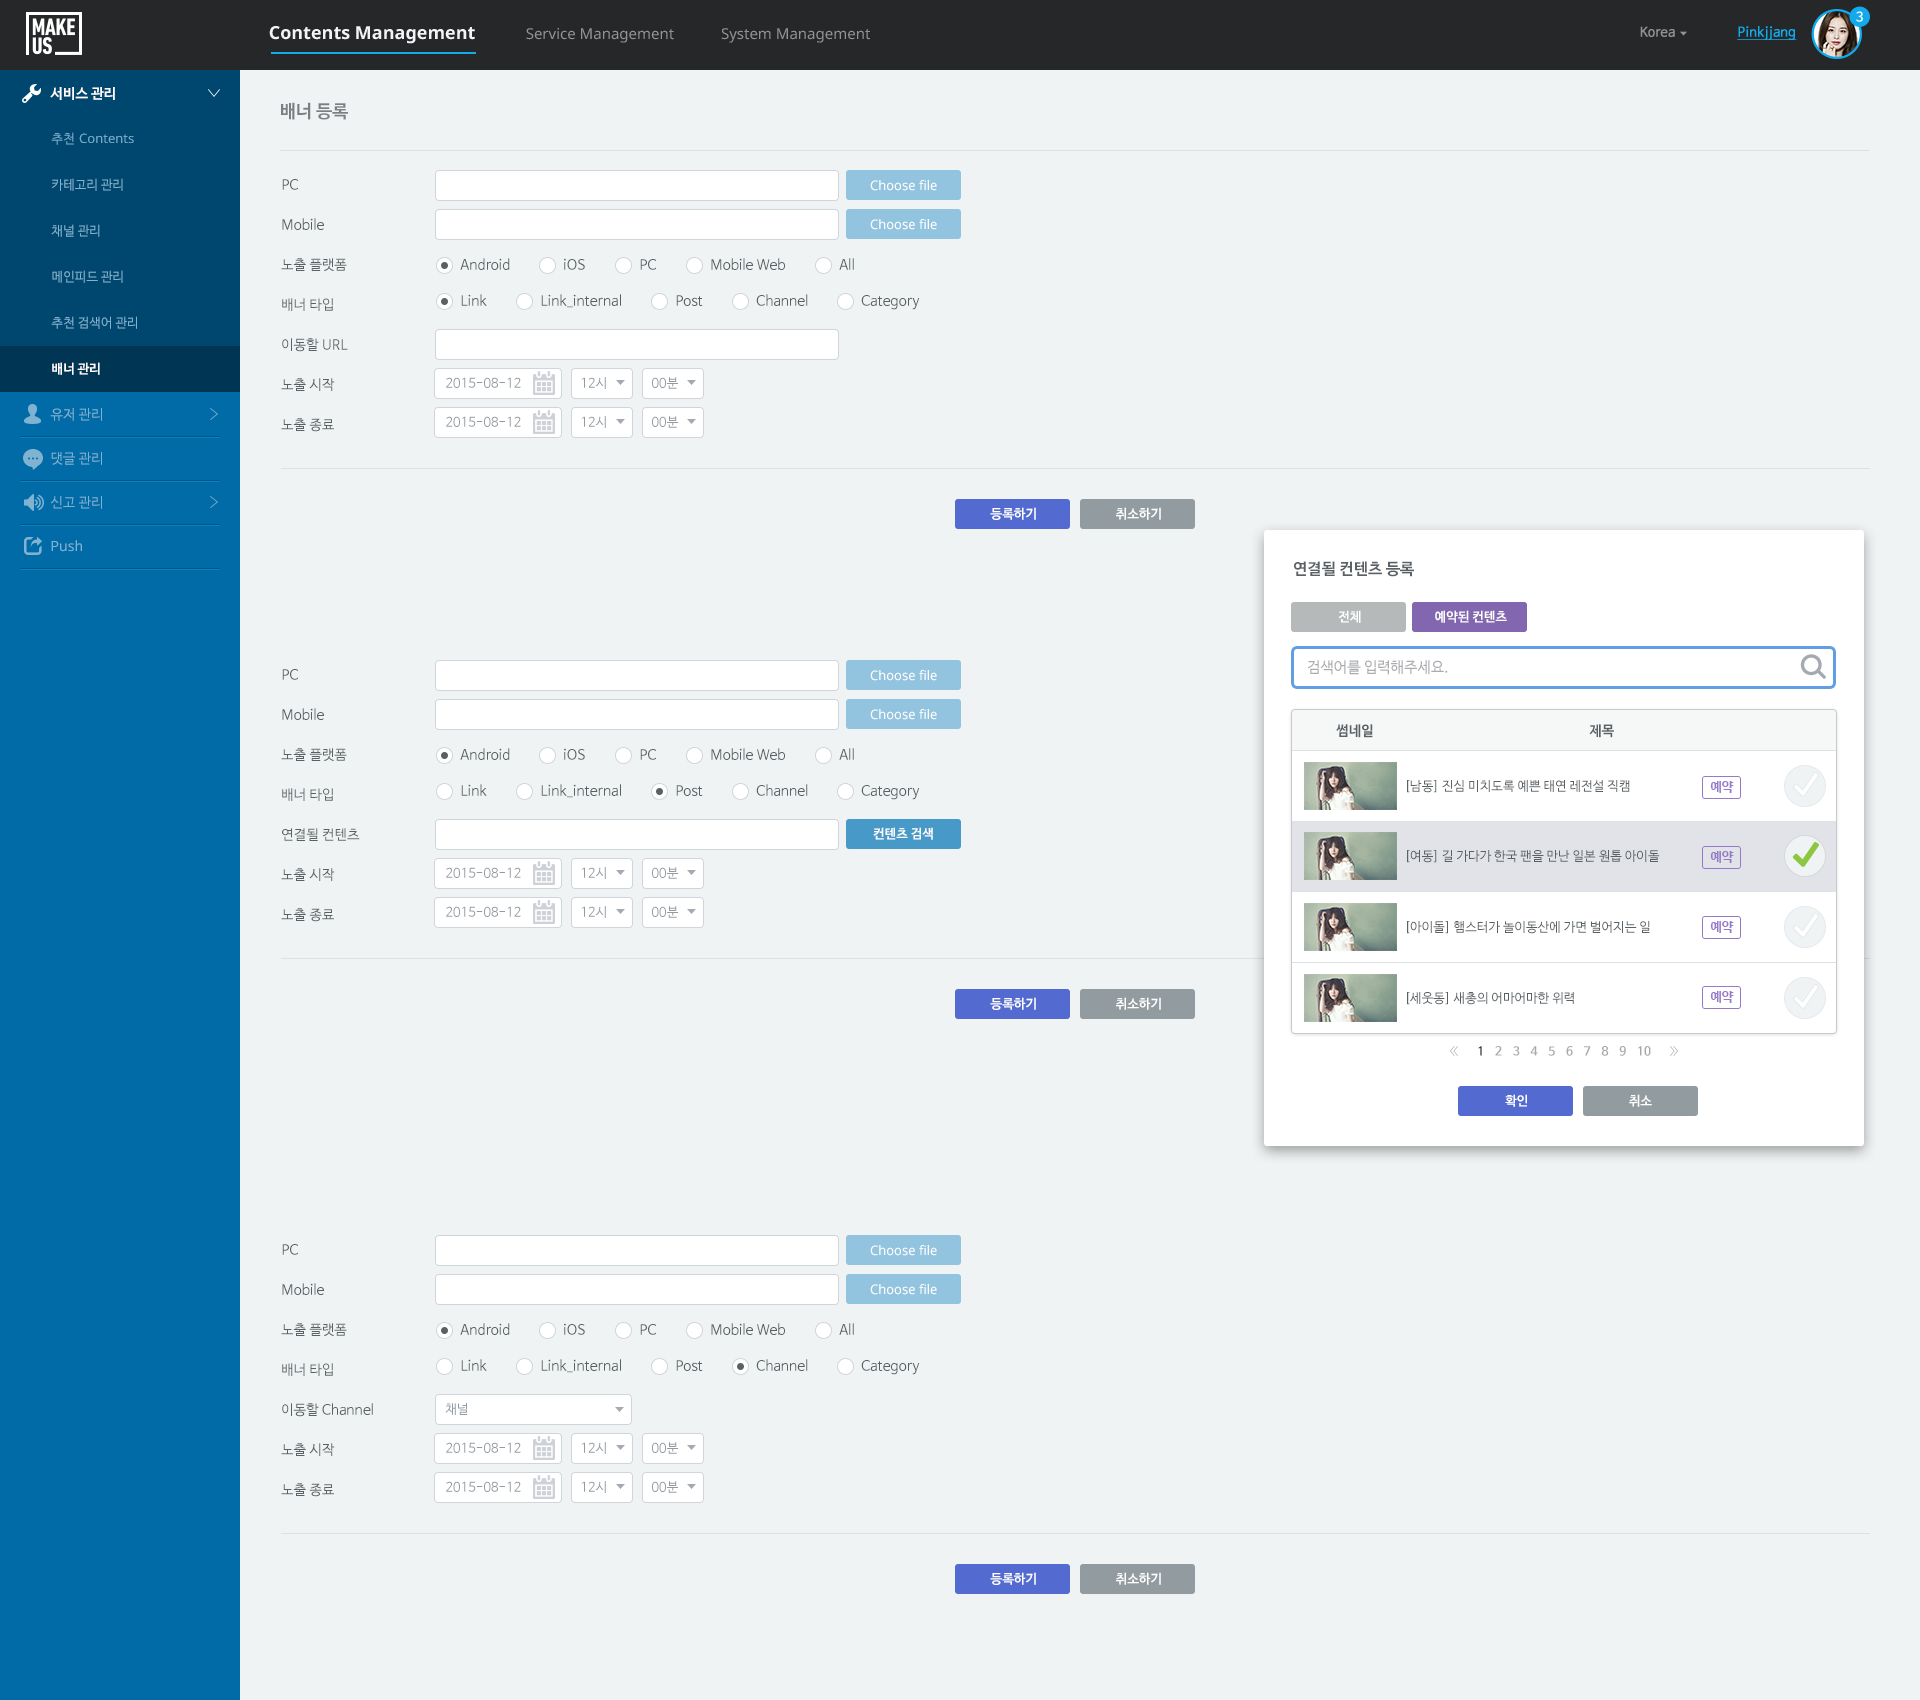 MAKE
US
Contents Management
Service Management
System Management
Korea
Pinkjjang
3
서비스 관리
추천 Contents
카테고리 관리
채널 관리
메인피드 관리
추천 검색어 관리
배너 관리
유저 관리
댓글 관리
신고 관리
Push
배너 등록
PC
Choose file
Mobile
Choose file
노출 플랫폼
Android iOS PC Mobile Web All
배너 타입
Link Link_internal Post Channel Category
이동할 URL
노출 시작
2015-08-12 12시 00분
노출 종료
2015-08-12 12시 00분
등록하기 취소하기
PC
Choose file
Mobile
Choose file
노출 플랫폼
Android iOS PC Mobile Web All
배너 타입
Link Link_internal Post Channel Category
연결될 컨텐츠
컨텐츠 검색
노출 시작
2015-08-12 12시 00분
노출 종료
2015-08-12 12시 00분
등록하기 취소하기
연결될 컨텐츠 등록
전체 예약된 컨텐츠
검색어를 입력해주세요.
썸네일 제목
[남동] 진심 미치도록 예쁜 태연 레전설 직캠 예약
[여동] 길 가다가 한국 팬을 만난 일본 원톱 아이돌 예약
[아이돌] 햄스터가 놀이동산에 가면 벌어지는 일 예약
[세웃동] 새총의 어마어마한 위력 예약
« 1 2 3 4 5 6 7 8 9 10 »
확인 취소
PC
Choose file
Mobile
Choose file
노출 플랫폼
Android iOS PC Mobile Web All
배너 타입
Link Link_internal Post Channel Category
이동할 Channel
채널
노출 시작
2015-08-12 12시 00분
노출 종료
2015-08-12 12시 00분
등록하기 취소하기